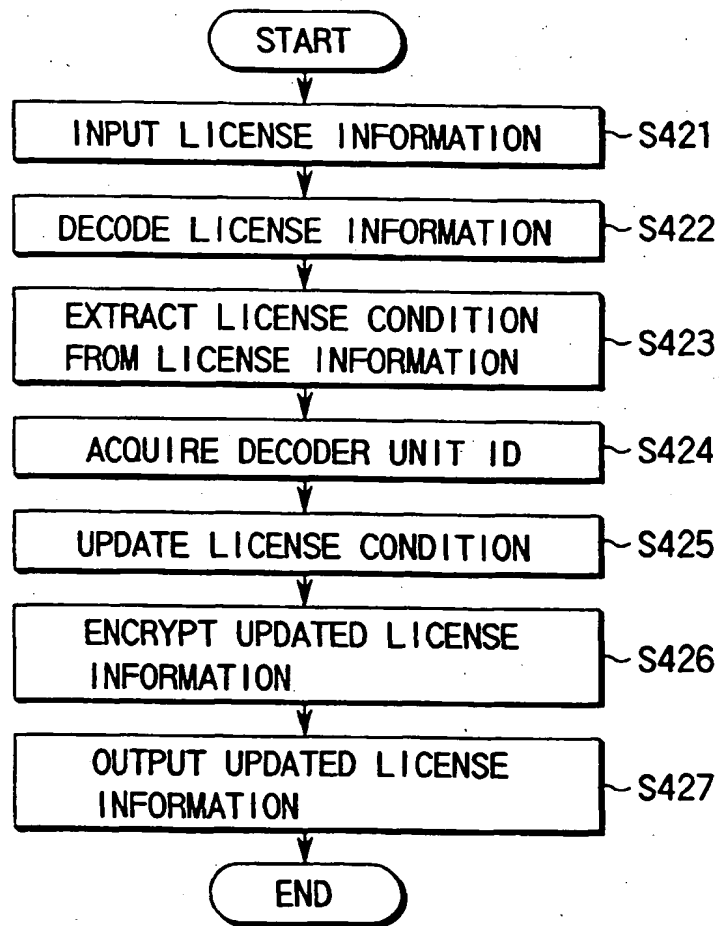 START
INPUT LICENSE INFORMATION
S421
DECODE LICENSE INFORMATION
S422
EXTRACT LICENSE CONDITION
FROM LICENSE INFORMATION
S423
ACQUIRE DECODER UNIT ID
S424
UPDATE LICENSE CONDITION
S425
ENCRYPT UPDATED LICENSE
INFORMATION
S426
OUTPUT UPDATED LICENSE
INFORMATION
S427
END